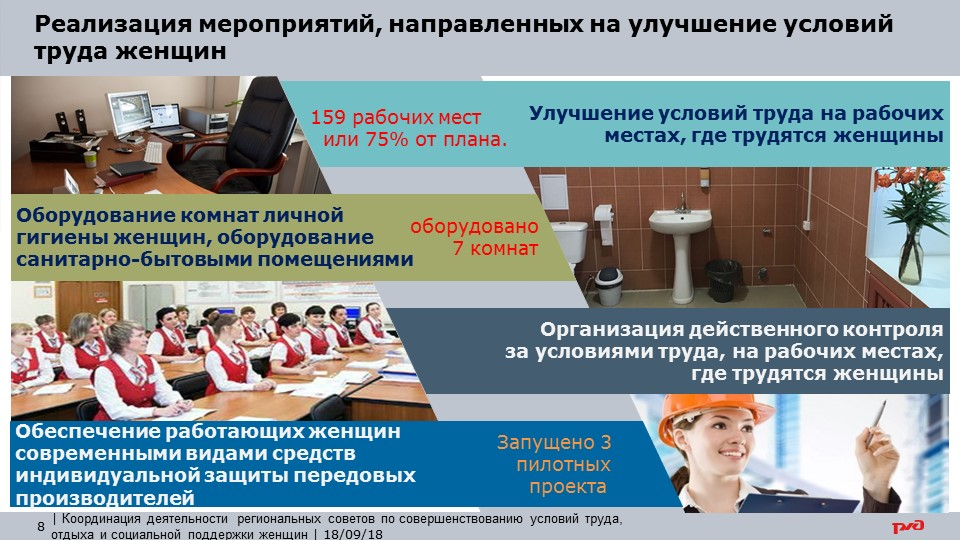 Реализация мероприятий, направленных на улучшение условий
труда женщин
159 рабочих мест
или 75% от плана.
Улучшение условий труда на рабочих
местах, где трудятся женщины
Оборудование комнат личной
гигиены женщин, оборудование
санитарно-бытовыми помещениями
оборудовано
7 комнат
Организация действенного контроля
за условиями труда, на рабочих местах,
где трудятся женщины
Обеспечение работающих женщин
современными видами средств
индивидуальной защиты передовых
производителей
Запущено 3
пилотных
проекта
8
| Координация деятельности региональных советов по совершенствованию условий труда,
отдыха и социальной поддержки женщин | 18/09/18
ржд